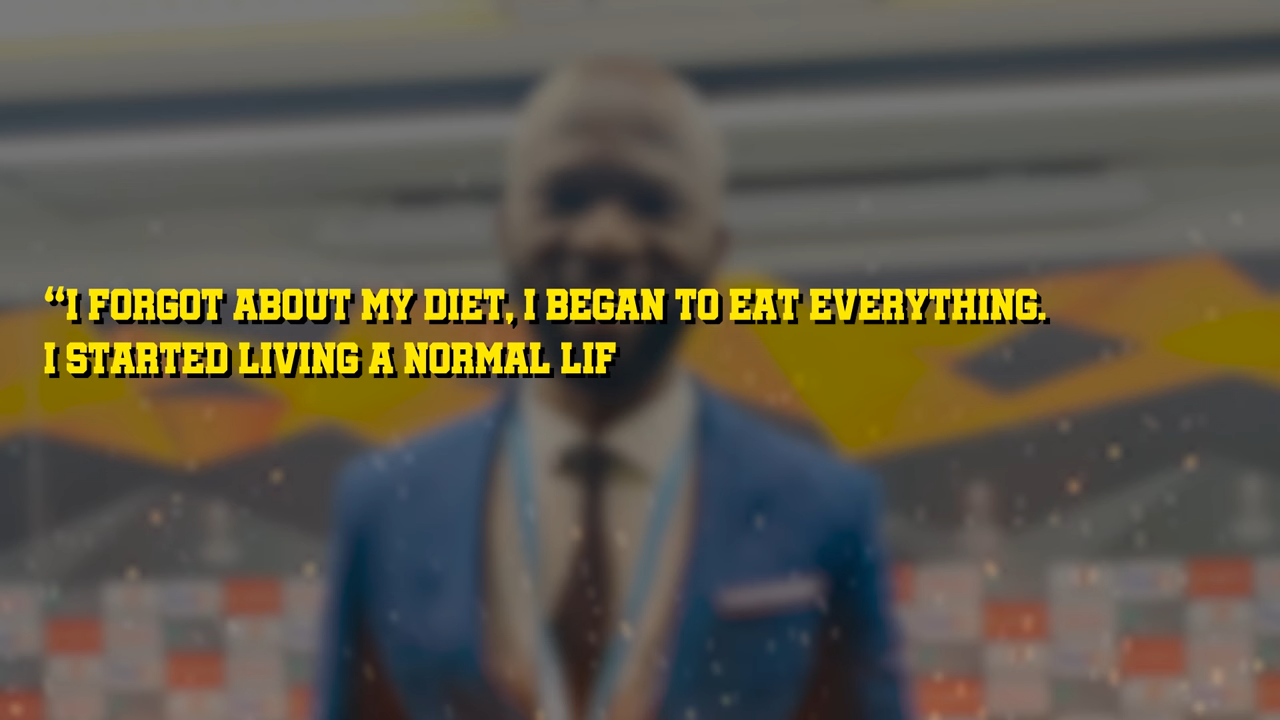 “I FORGOT ABOUT MY DIET, I BEGAN TO EAT EVERYTHING.
I STARTED LIVING A NORMAL LIF